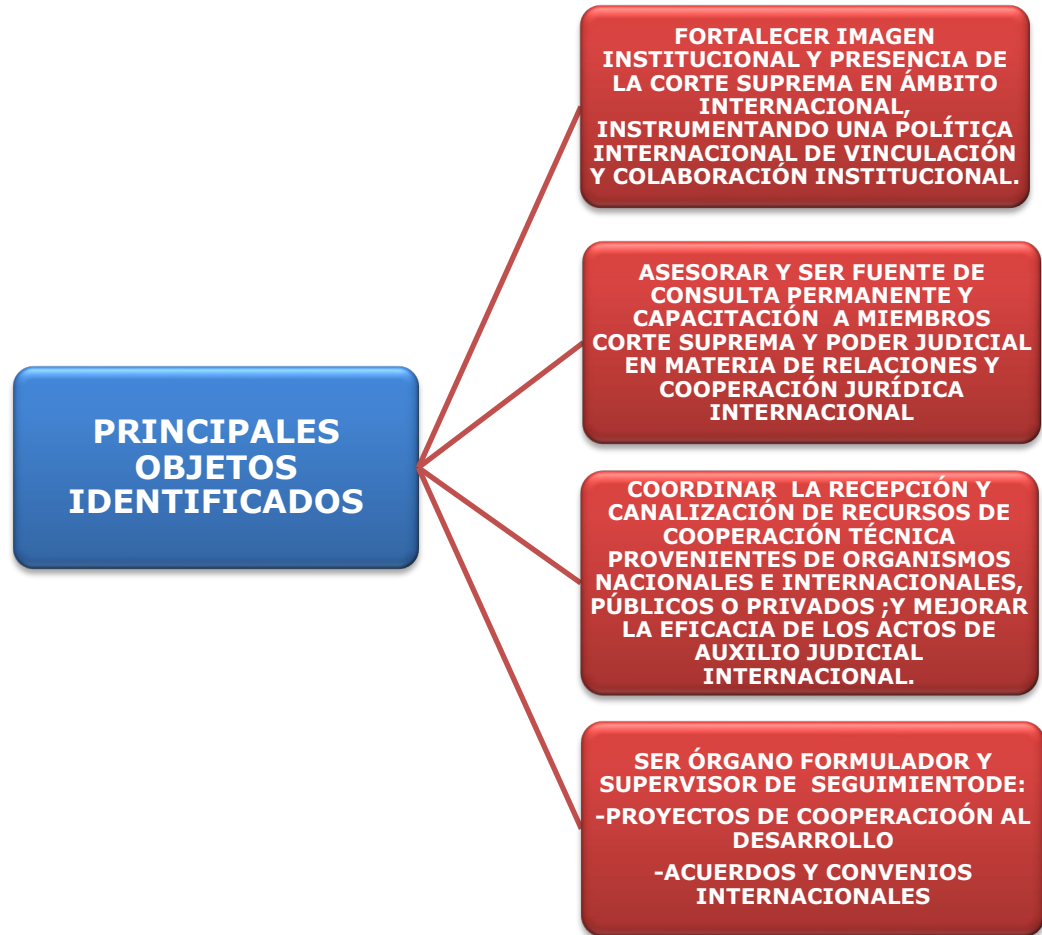 PRINCIPALES
OBJETOS
IDENTIFICADOS
FORTALECER IMAGEN
INSTITUCIONAL Y PRESENCIA DE
LA CORTE SUPREMA EN ÁMBITO
INTERNACIONAL,
INSTRUMENTANDO UNA POLÍTICA
INTERNACIONAL DE VINCULACIÓN
Y COLABORACIÓN INSTITUCIONAL.
ASESORAR Y SER FUENTE DE
CONSULTA PERMANENTE Y
CAPACITACIÓN A MIEMBROS
CORTE SUPREMA Y PODER JUDICIAL
EN MATERIA DE RELACIONES Y
COOPERACIÓN JURÍDICA
INTERNACIONAL
COORDINAR LA RECEPCIÓN Y
CANALIZACIÓN DE RECURSOS DE
COOPERACIÓN TÉCNICA
PROVENIENTES DE ORGANISMOS
NACIONALES E INTERNACIONALES,
PÚBLICOS O PRIVADOS ;Y MEJORAR
LA EFICACIA DE LOS ACTOS DE
AUXILIO JUDICIAL
INTERNACIONAL.
SER ÓRGANO FORMULADOR Y
SUPERVISOR DE SEGUIMIENTODE:
-PROYECTOS DE COOPERACIOÓN AL
DESARROLLO
-ACUERDOS Y CONVENIOS
INTERNACIONALES